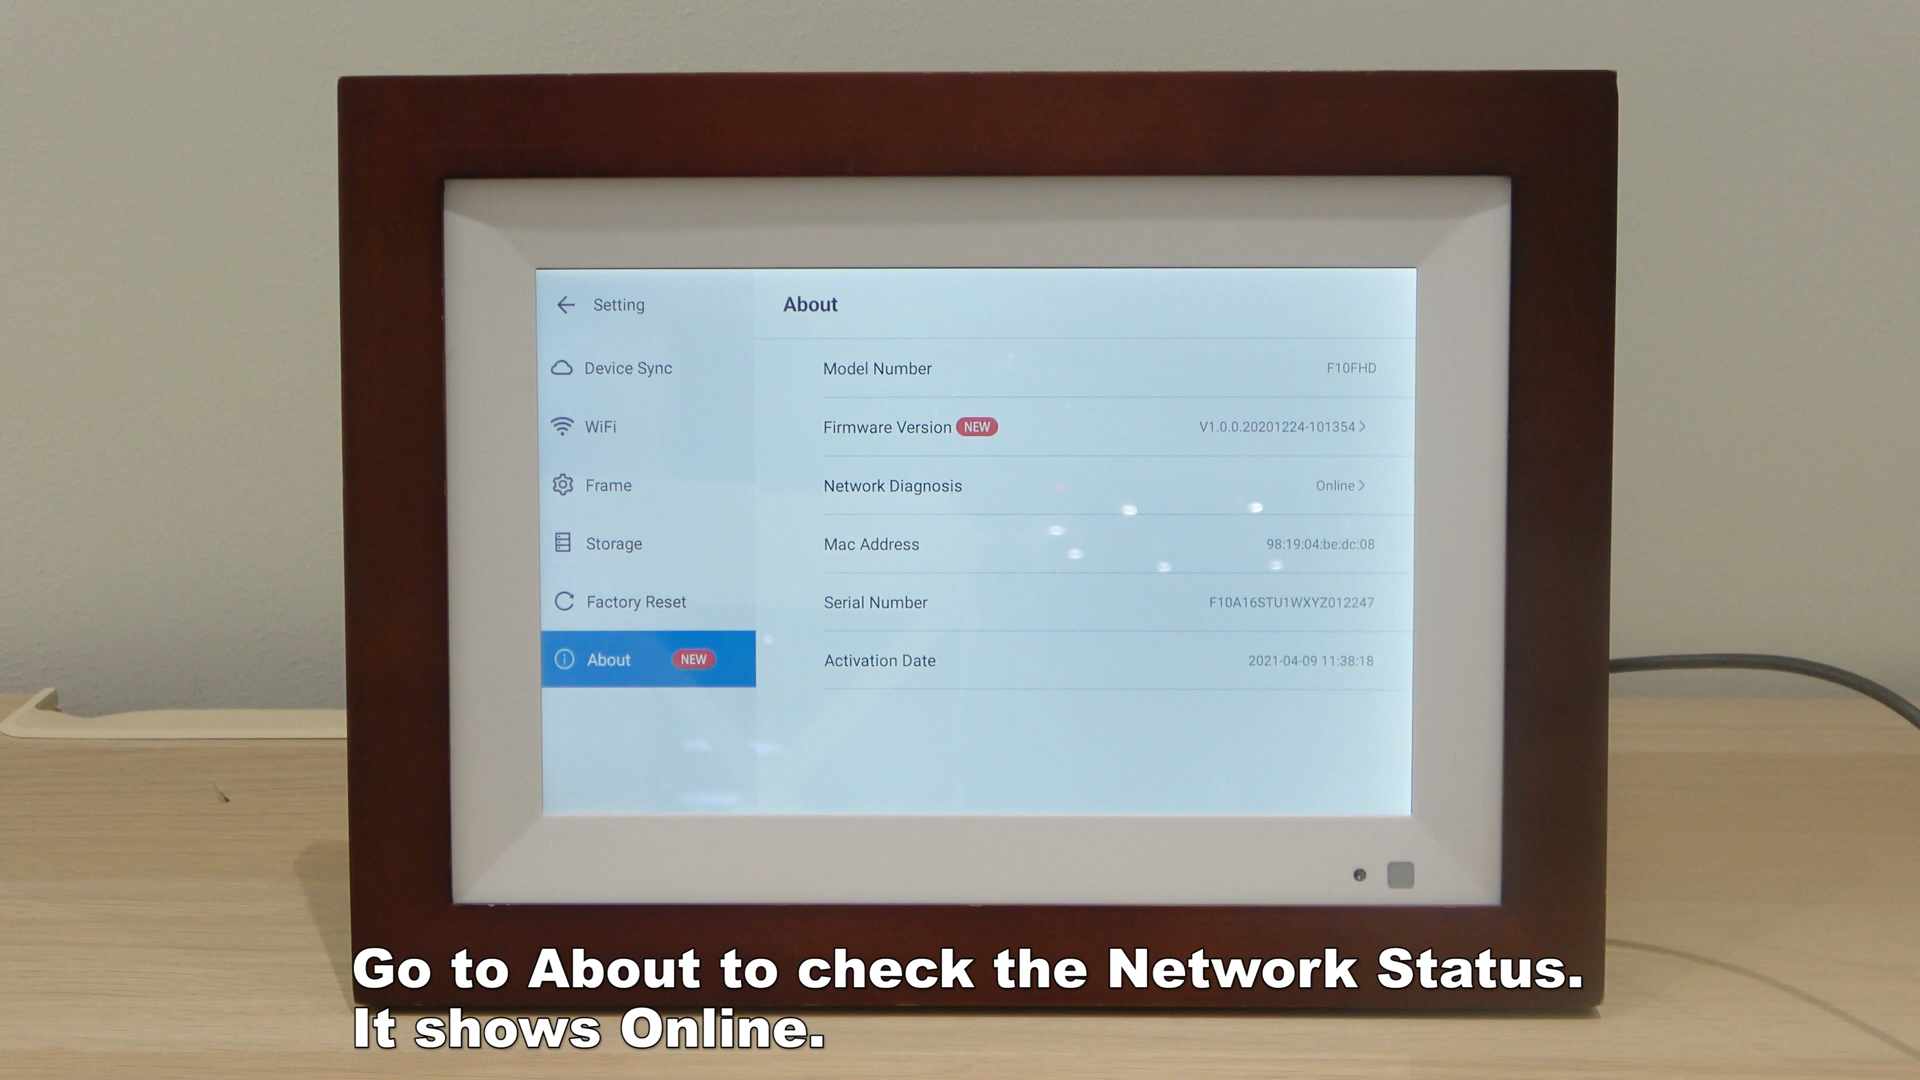 Setting
Device Sync
WiFi
Frame
Storage
Factory Reset
About NEW
About
Model Number F10FHD
Firmware Version NEW V1.0.0.20201224-101354
Network Diagnosis Online
Mac Address 98:19:04:be:dc:08
Serial Number F10A16STU1WXYZ012247
Activation Date 2021-04-09 11:38:18
Go to About to check the Network Status.
It shows Online.